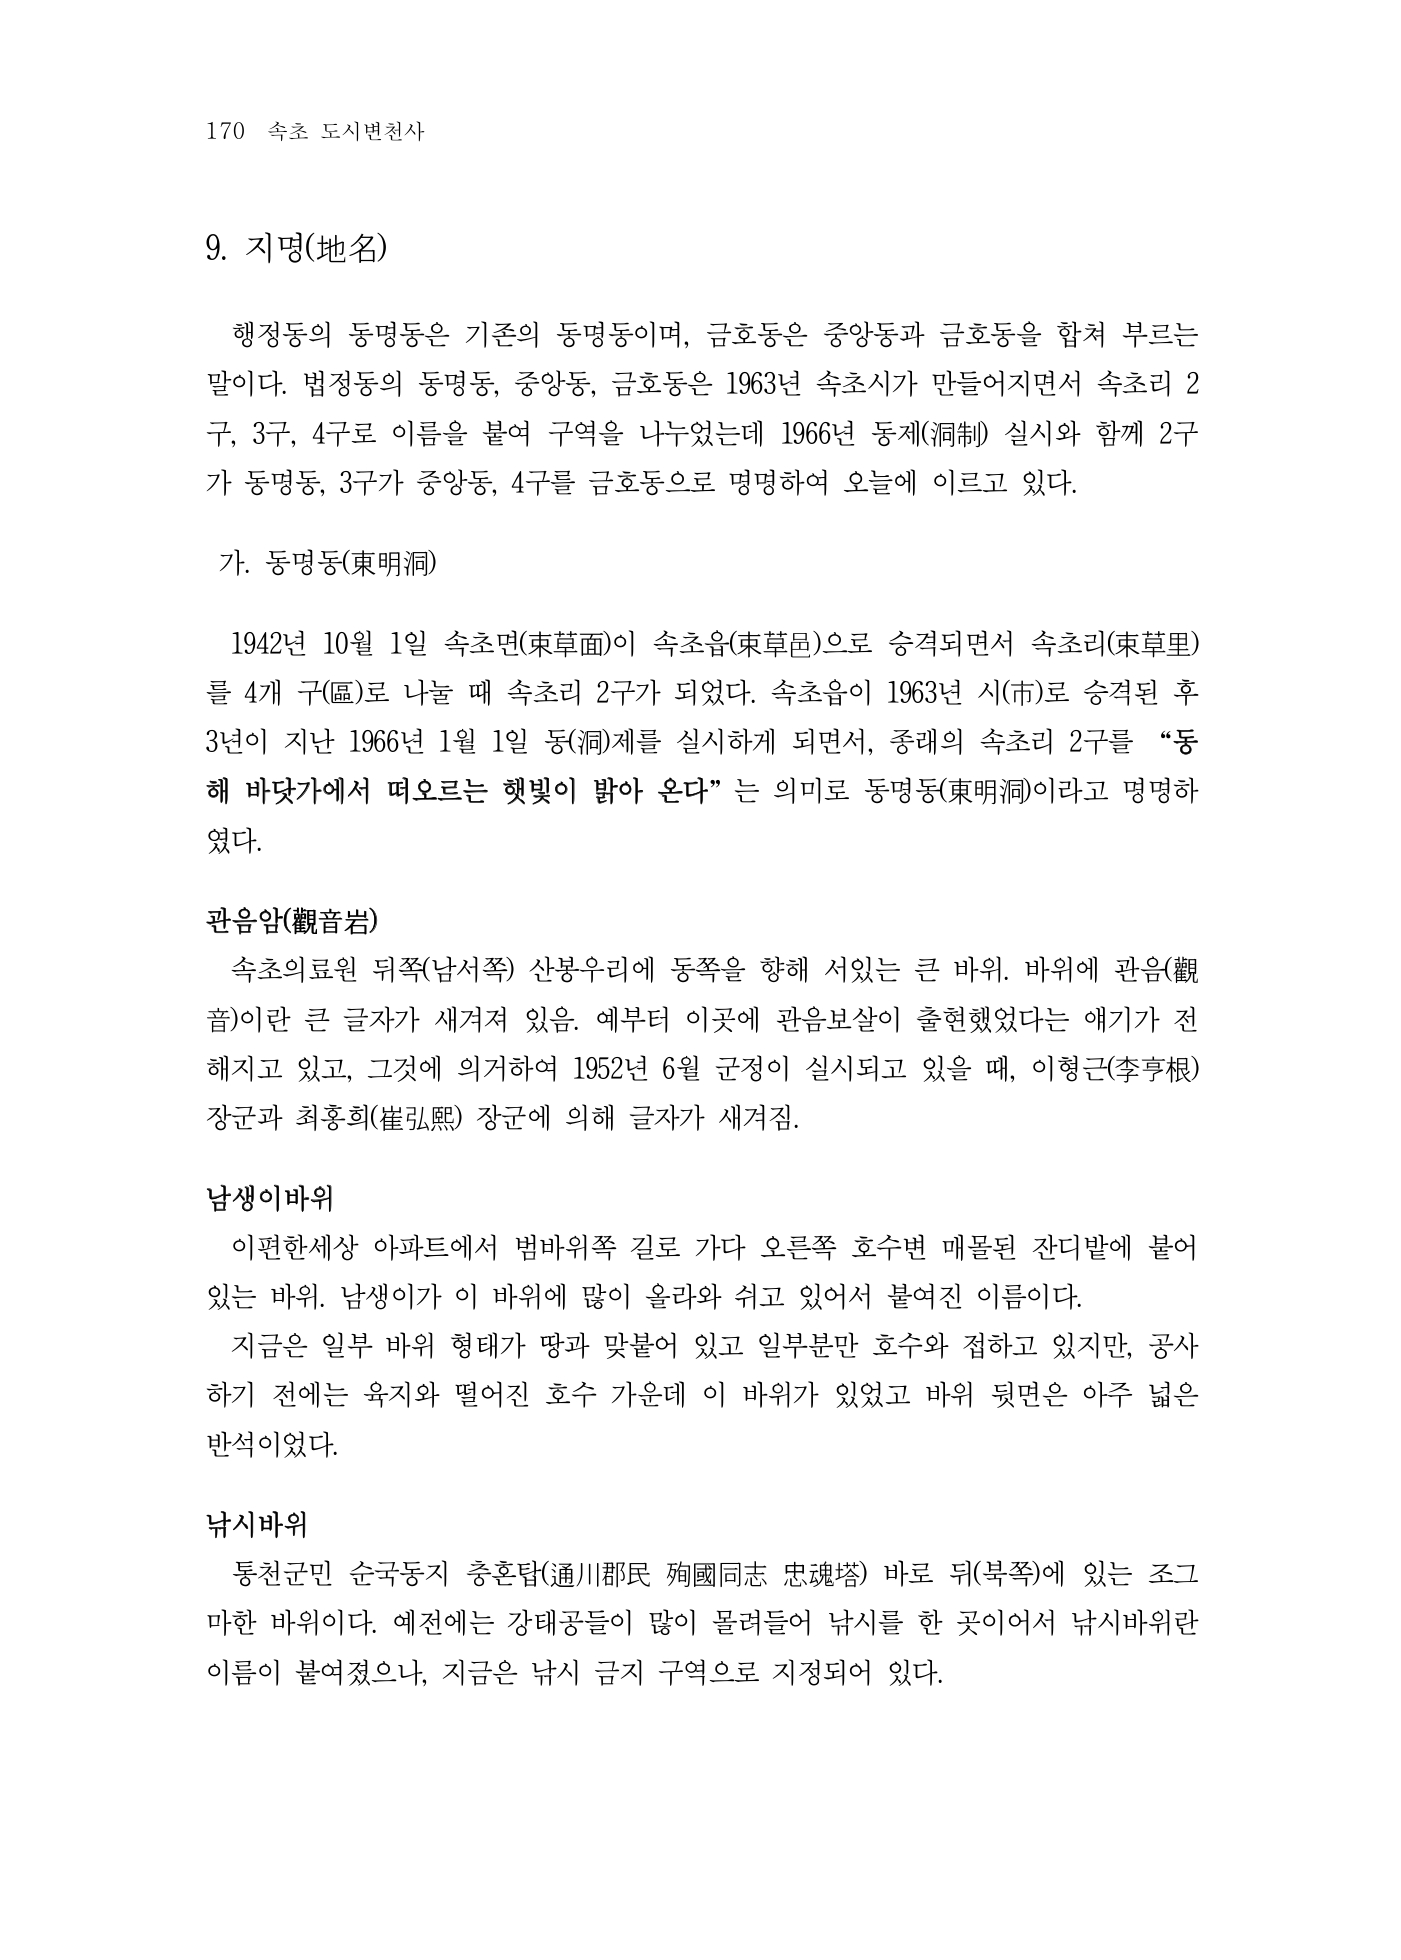 170 속초 도시변천사
9. 지명(地名)
행정동의 동명동은 기존의 동명동이며, 금호동은 중앙동과 금호동을 합쳐 부르는
말이다. 법정동의 동명동, 중앙동, 금호동은 1963년 속초시가 만들어지면서 속초리 2
구, 3구, 4구로 이름을 붙여 구역을 나누었는데 1966년 동제(洞制) 실시와 함께 2구
가 동명동, 3구가 중앙동, 4구를 금호동으로 명명하여 오늘에 이르고 있다.
가. 동명동(東明洞)
1942년 10월 1일 속초면(束草面)이 속초읍(束草邑)으로 승격되면서 속초리(束草里)
를 4개 구(區)로 나눌 때 속초리 2구가 되었다. 속초읍이 1963년 시(市)로 승격된 후
3년이 지난 1966년 1월 1일 동(洞)제를 실시하게 되면서, 종래의 속초리 2구를 “동
해 바닷가에서 떠오르는 햇빛이 밝아 온다” 는 의미로 동명동(東明洞)이라고 명명하
였다.
관음암(觀音岩)
속초의료원 뒤쪽(남서쪽) 산봉우리에 동쪽을 향해 서있는 큰 바위. 바위에 관음(觀
音)이란 큰 글자가 새겨져 있음. 예부터 이곳에 관음보살이 출현했었다는 얘기가 전
해지고 있고, 그것에 의거하여 1952년 6월 군정이 실시되고 있을 때, 이형근(李亨根)
장군과 최홍희(崔弘熙) 장군에 의해 글자가 새겨짐.
남생이바위
이편한세상 아파트에서 범바위쪽 길로 가다 오른쪽 호수변 매몰된 잔디밭에 붙어
있는 바위. 남생이가 이 바위에 많이 올라와 쉬고 있어서 붙여진 이름이다.
지금은 일부 바위 형태가 땅과 맞붙어 있고 일부분만 호수와 접하고 있지만, 공사
하기 전에는 육지와 떨어진 호수 가운데 이 바위가 있었고 바위 뒷면은 아주 넓은
반석이었다.
낚시바위
통천군민 순국동지 충혼탑(通川郡民 殉國同志 忠魂塔) 바로 뒤(북쪽)에 있는 조그
마한 바위이다. 예전에는 강태공들이 많이 몰려들어 낚시를 한 곳이어서 낚시바위란
이름이 붙여졌으나, 지금은 낚시 금지 구역으로 지정되어 있다.